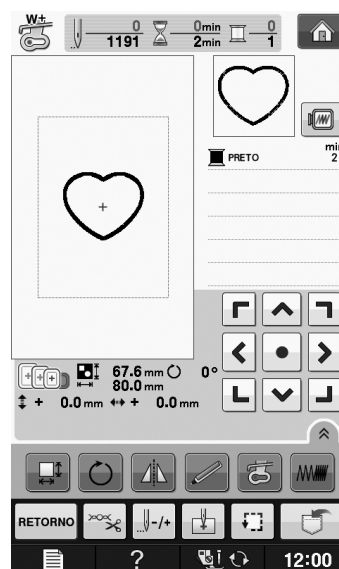 W+
0
1191
0min
2min
0
1
PRETO
min
2
67.6 mm 0°
80.0 mm
+ 0.0 mm + 0.0 mm
RETORNO -/+
? 12:00